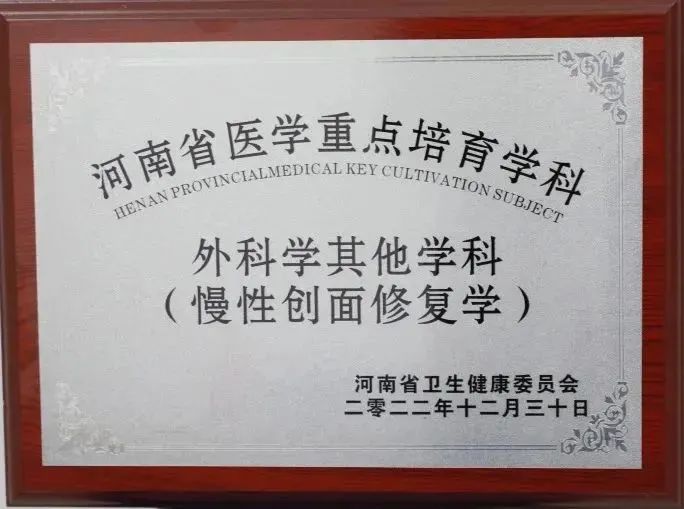 河南省医学重点培育学科
HENAN PROVINCIALMEDICAL KEY CULTIVATION SUBJECT
外科学其他学科
（慢性创面修复学）
河南省卫生健康委员会
二零二二年十二月三十日